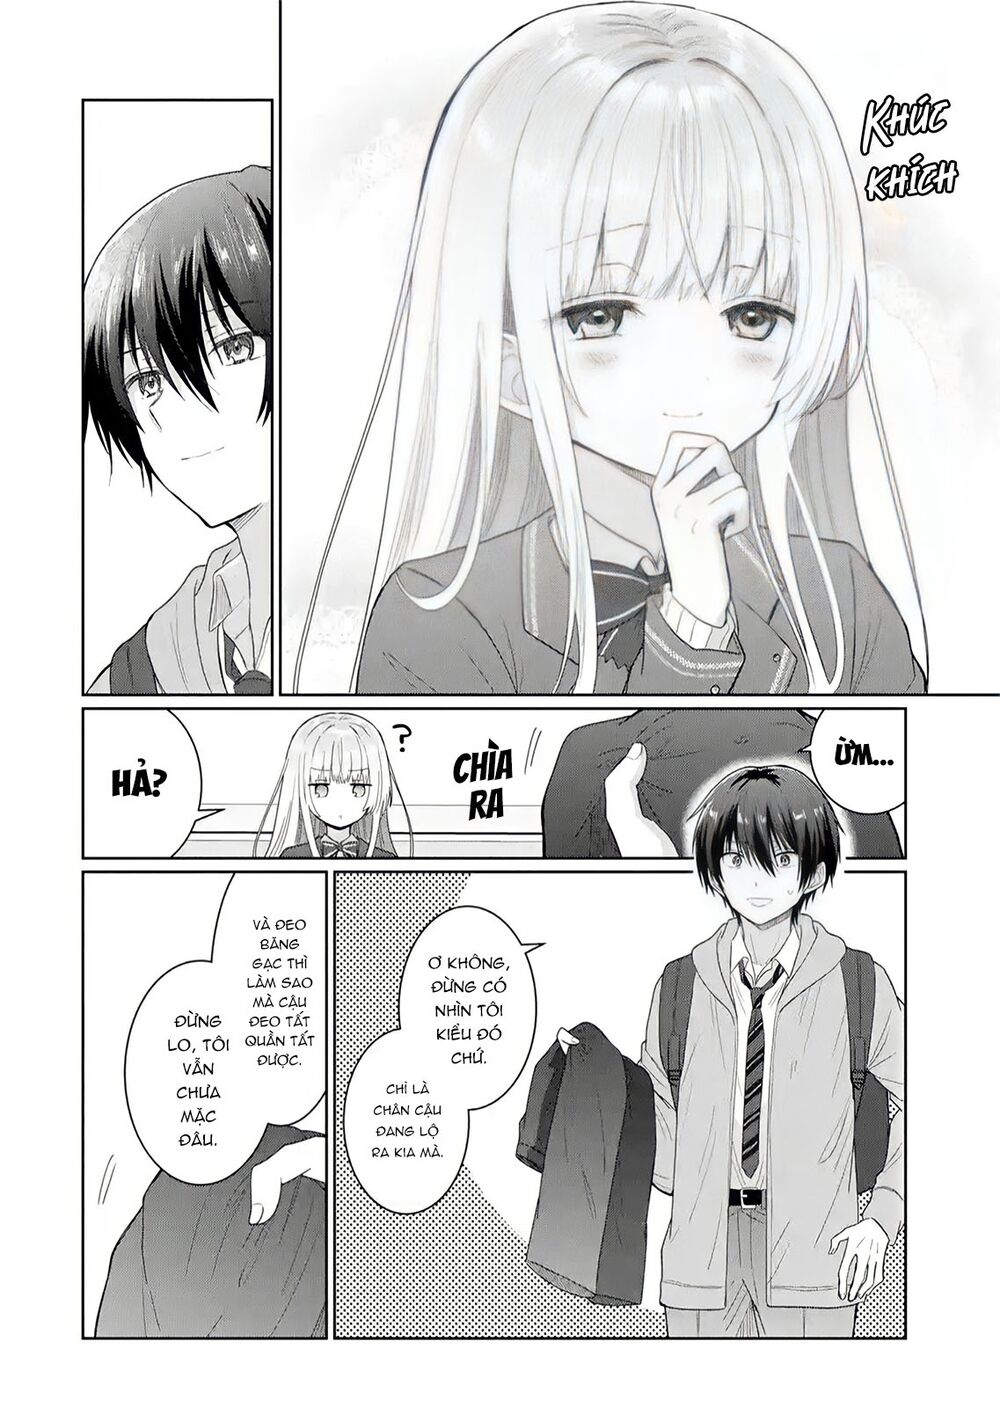 KHÚC
KHÍCH
ỪM...
CHÌA
RA
?
HẢ?
Ơ KHÔNG,
ĐỪNG CÓ
NHÌN TÔI
KIỂU ĐÓ
CHỨ.
CHỈ LÀ
CHÂN CẬU
ĐANG LỘ
RA KIA MÀ.
VÀ ĐEO
BĂNG
GẠC THÌ
LÀM SAO
MÀ CẬU
ĐEO TẤT
QUẦN TẤT
ĐƯỢC.
ĐỪNG
LO, TÔI
VẪN
CHƯA
MẶC
ĐÂU.